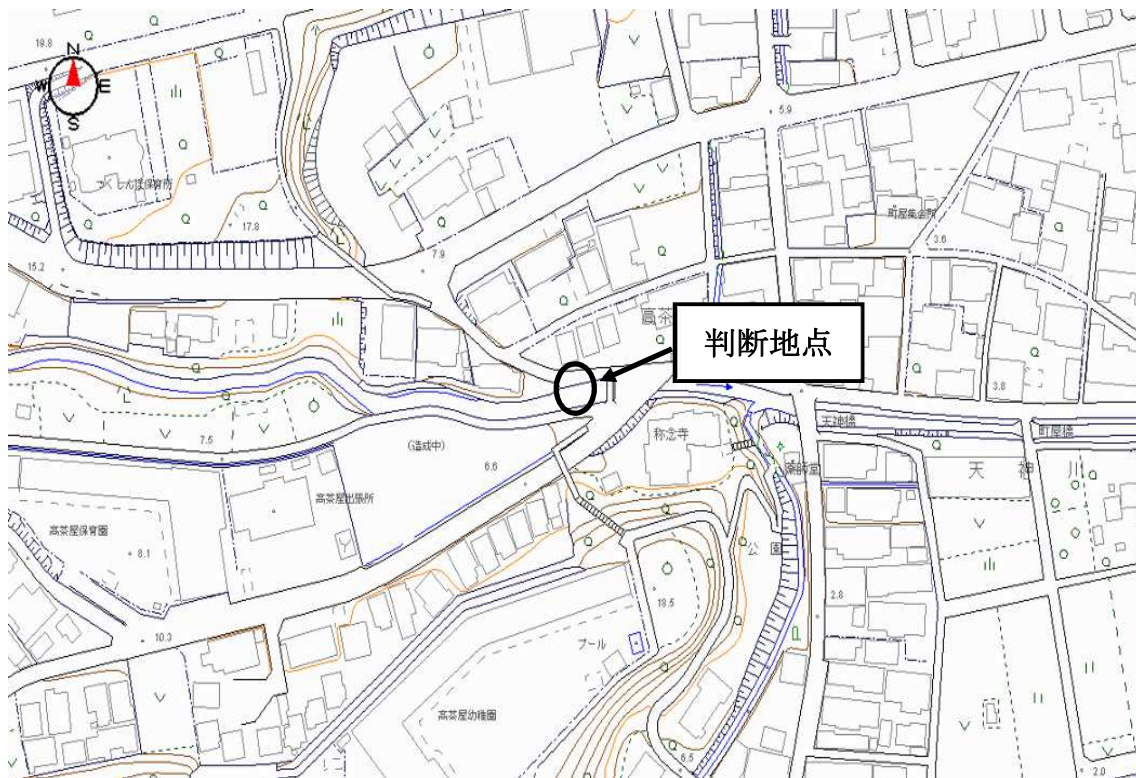 19.8
N
W E
S
5.9
つくしんぼ保育所
17.8
町屋集会所
3.6
15.2
7.9
高茶
判断地点
3.8
天神橋
町屋橋
称念寺
7.5
(造成中)
6.6
薬師堂
天神川
高茶屋出張所
高茶屋保育園
8.1
公園
18.5
2.8
10.3
プール
高茶屋幼稚園
6.5
2.0